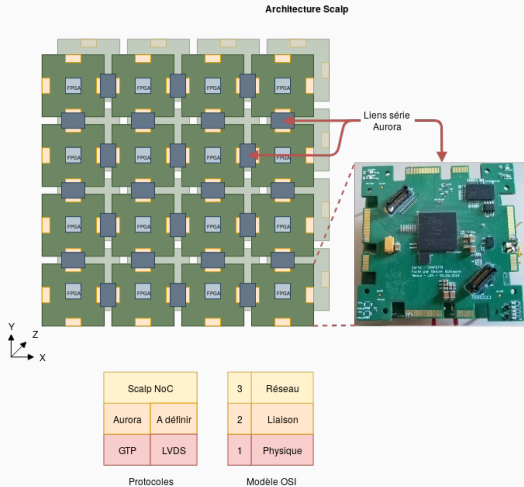 Architecture Scalp
FPGA FPGA FPGA FPGA
Liens série
Aurora
FPGA FPGA FPGA FPGA
FPGA FPGA FPGA FPGA
FPGA FPGA FPGA FPGA
Y
Z
X
Scalp NoC
Aurora A définir
GTP LVDS
Protocoles
3 Réseau
2 Liaison
1 Physique
Modèle OSI